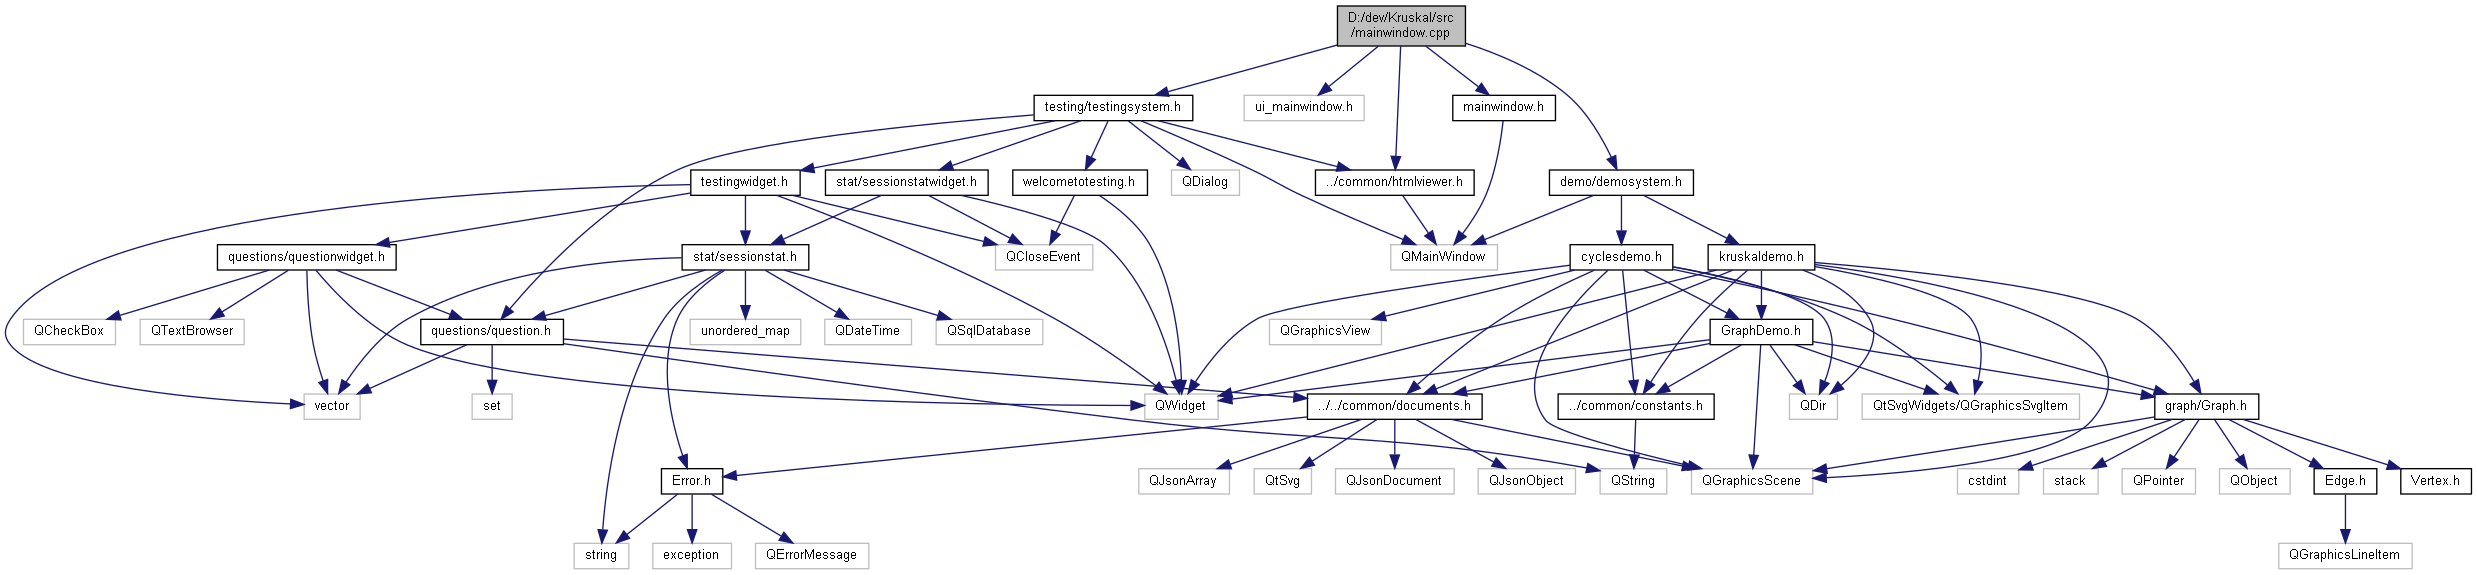 D:/dev/Kruskal/src
/mainwindow.cpp
testing/testingsystem.h
ui_mainwindow.h
mainwindow.h
testingwidget.h
stat/sessionstatwidget.h
welcometotesting.h
QDialog
../common/htmlviewer.h
demo/demosystem.h
questions/questionwidget.h
stat/sessionstat.h
QCloseEvent
QMainWindow
cyclesdemo.h
kruskaldemo.h
QCheckBox
QTextBrowser
questions/question.h
unordered_map
QDateTime
QSqlDatabase
QGraphicsView
GraphDemo.h
vector
set
QWidget
../../common/documents.h
../common/constants.h
QDir
QtSvgWidgets/QGraphicsSvgItem
graph/Graph.h
Error.h
QJsonArray
QtSvg
QJsonDocument
QJsonObject
QString
QGraphicsScene
cstdint
stack
QPointer
QObject
Edge.h
Vertex.h
string
exception
QErrorMessage
QGraphicsLineItem